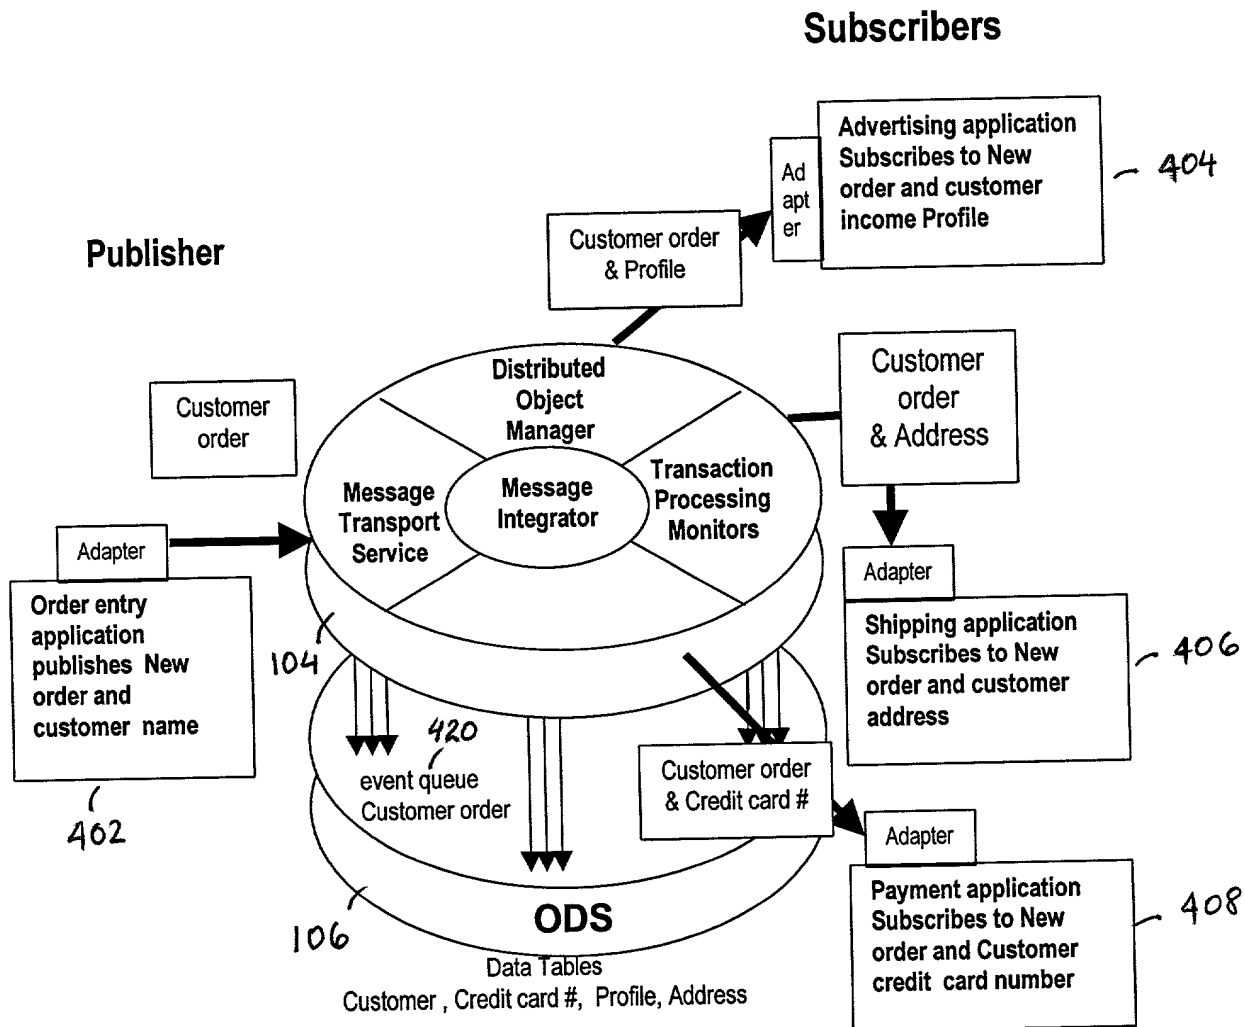 Subscribers
Publisher
Advertising application
Subscribes to New
order and customer
income Profile
404
Ad
apt
er
Customer order
& Profile
Customer
order
& Address
Customer
order
Distributed
Object
Manager
Message
Transport
Service
Message
Integrator
Transaction
Processing
Monitors
Adapter
Order entry
application
publishes New
order and
customer name
402
104
Adapter
Shipping application
Subscribes to New
order and customer
address
406
420
event queue
Customer order
Customer order
& Credit card #
Adapter
Payment application
Subscribes to New
order and Customer
credit card number
408
106
ODS
Data Tables
Customer , Credit card #, Profile, Address